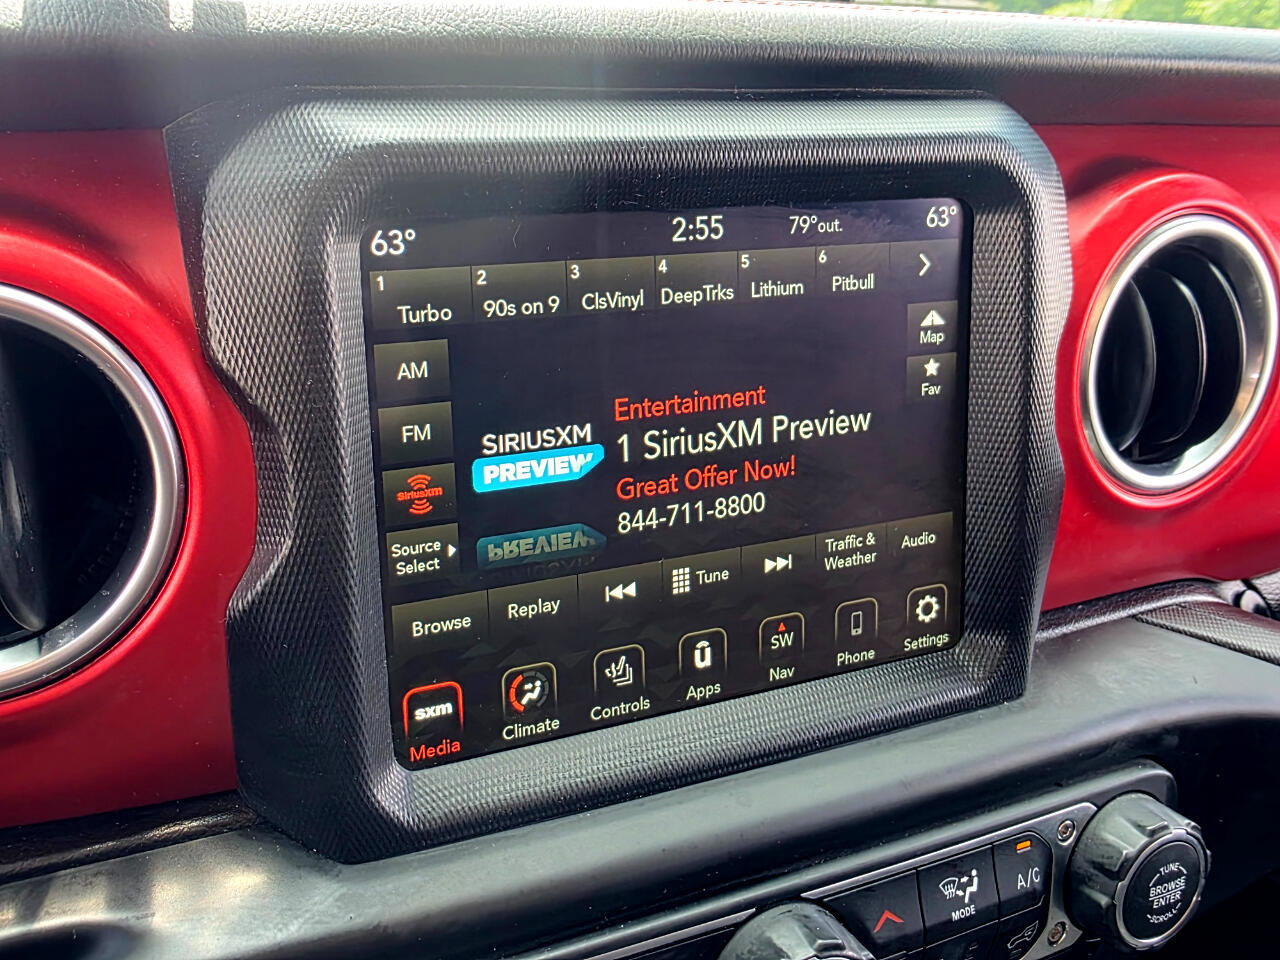 63° 2:55 79°out. 63°
1 Turbo 2 90s on 9 3 ClsVinyl 4 DeepTrks 5 Lithium 6 Pitbull
Map
AM
Fav
Entertainment
FM
SIRIUSXM
1 SiriusXM Preview
PREVIEW
Great Offer Now!
siriusxm
844-711-8800
Source
Select
PREVIEW
Browse Replay Tune Traffic & Weather Audio
sxm
Media
Climate
Controls
û
Apps
SW
Nav
Phone
Settings
MODE
A/C
TUNE
BROWSE
ENTER
SCROLL